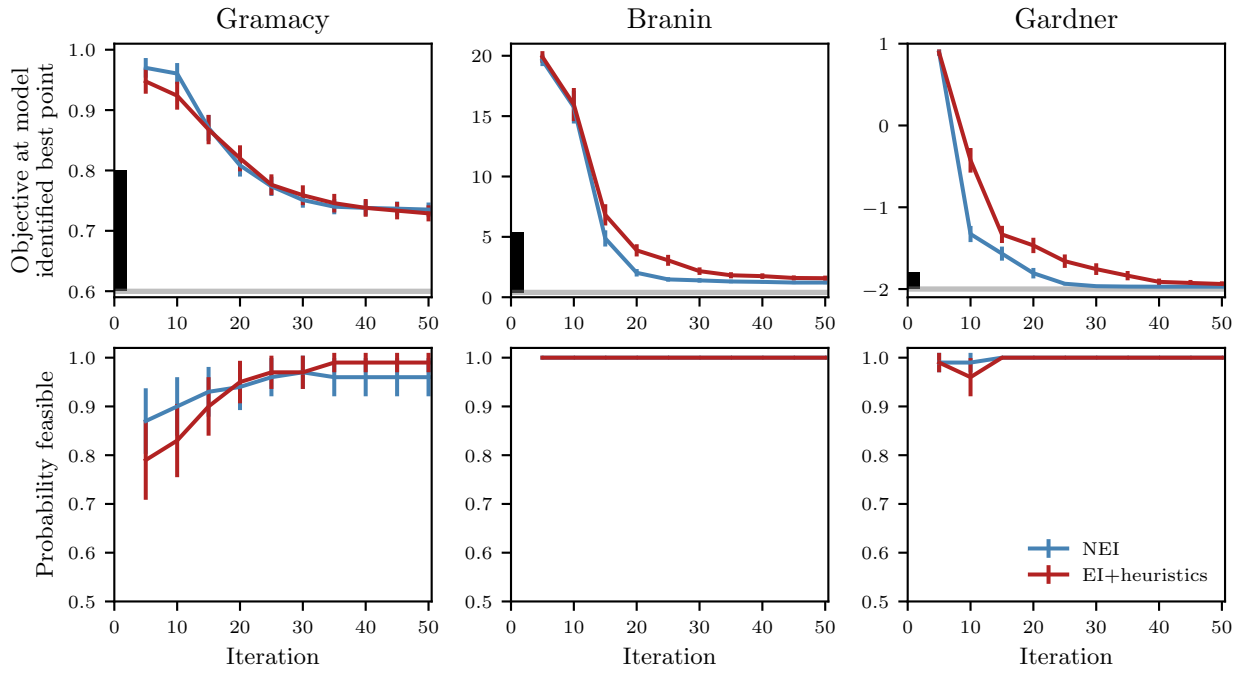 Gramacy
Branin
Gardner
Objective at model
identified best point
1.0
0.9
0.8
0.7
0.6
0 10 20 30 40 50
20
15
10
5
0
0 10 20 30 40 50
1
0
−1
−2
0 10 20 30 40 50
Probability feasible
1.0
0.9
0.8
0.7
0.6
0.5
0 10 20 30 40 50
Iteration
1.0
0.9
0.8
0.7
0.6
0.5
0 10 20 30 40 50
Iteration
1.0
0.9
0.8
0.7
0.6
0.5
0 10 20 30 40 50
Iteration
NEI
EI+heuristics